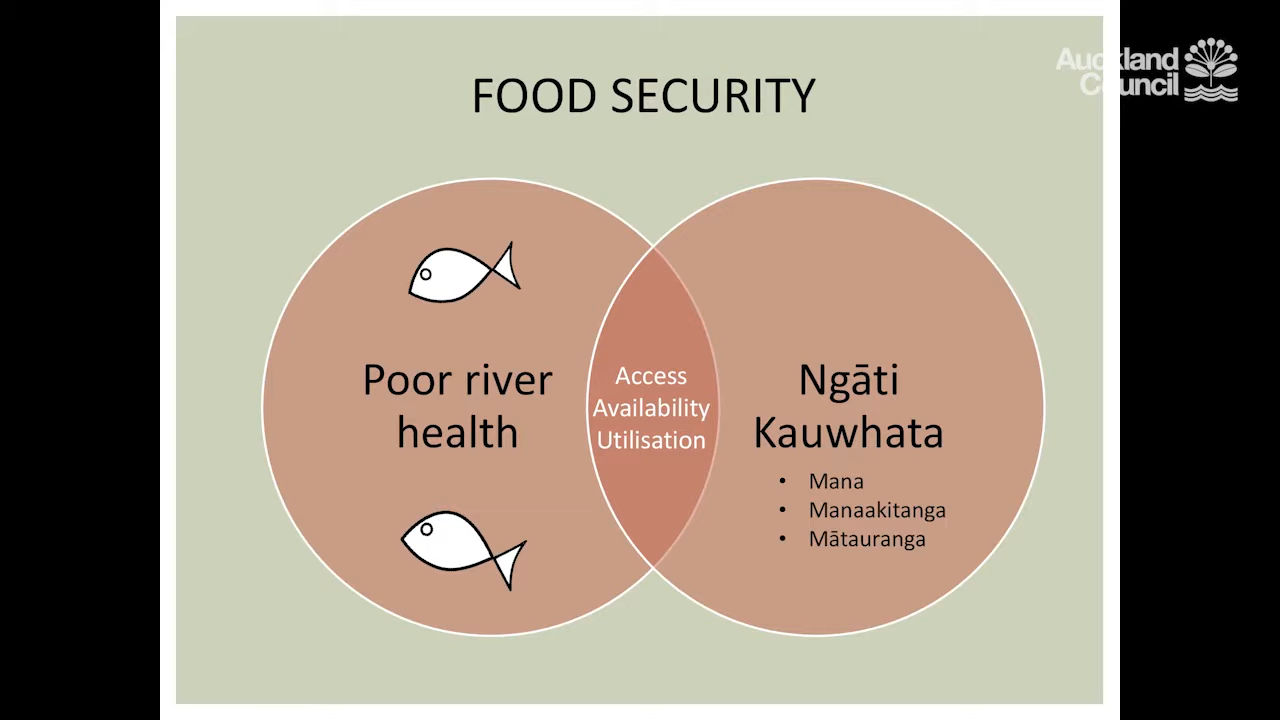 FOOD SECURITY
Auckland
Council
Poor river
health
Access
Availability
Utilisation
Ngāti
Kauwhata
• Mana
• Manaakitanga
• Mātauranga